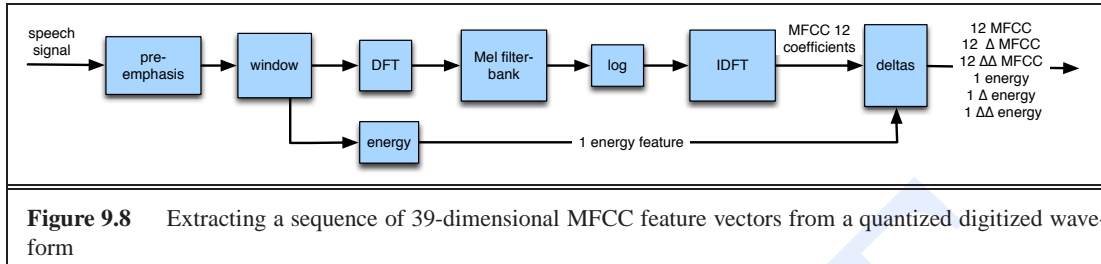 speech
signal
pre-
emphasis
window
DFT
Mel filter-
bank
log
IDFT
MFCC 12
coefficients
deltas
12 MFCC
12 Δ MFCC
12 ΔΔ MFCC
1 energy
1 Δ energy
1 ΔΔ energy
energy
1 energy feature
Figure 9.8 Extracting a sequence of 39-dimensional MFCC feature vectors from a quantized digitized wave-
form